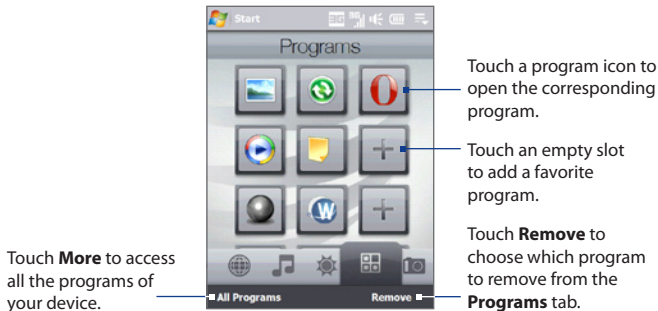 Start
3G
Programs
Touch a program icon to
open the corresponding
program.
Touch an empty slot
to add a favorite
program.
Touch Remove to
choose which program
to remove from the
Programs tab.
Touch More to access
all the programs of
your device.
All Programs
Remove